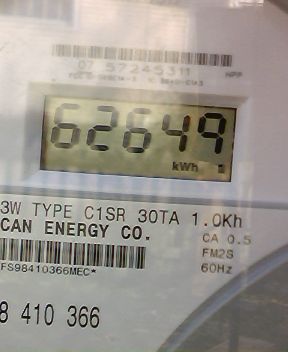 07 57245311 HPP
62649
kWh
3W TYPE C1SR 30TA 1.0Kh
CAN ENERGY CO. CA 0.5
FM2S
FS98410366MEC* 60Hz
8 410 366